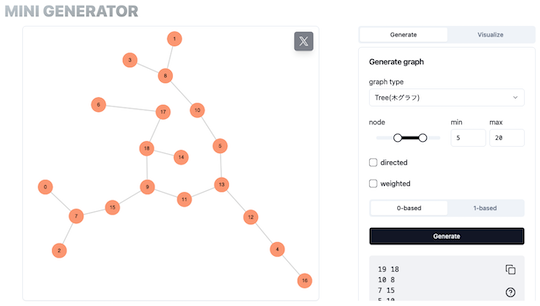 MINI GENERATOR
𝕏
1
3
8
6
17
10
18
14
5
0
9
13
11
15
7
12
2
4
16
Generate
Visualize
Generate graph
graph type
Tree(木グラフ)
node
min
max
5
20
directed
weighted
0-based
1-based
Generate
19 18
10 8
7 15
5 10